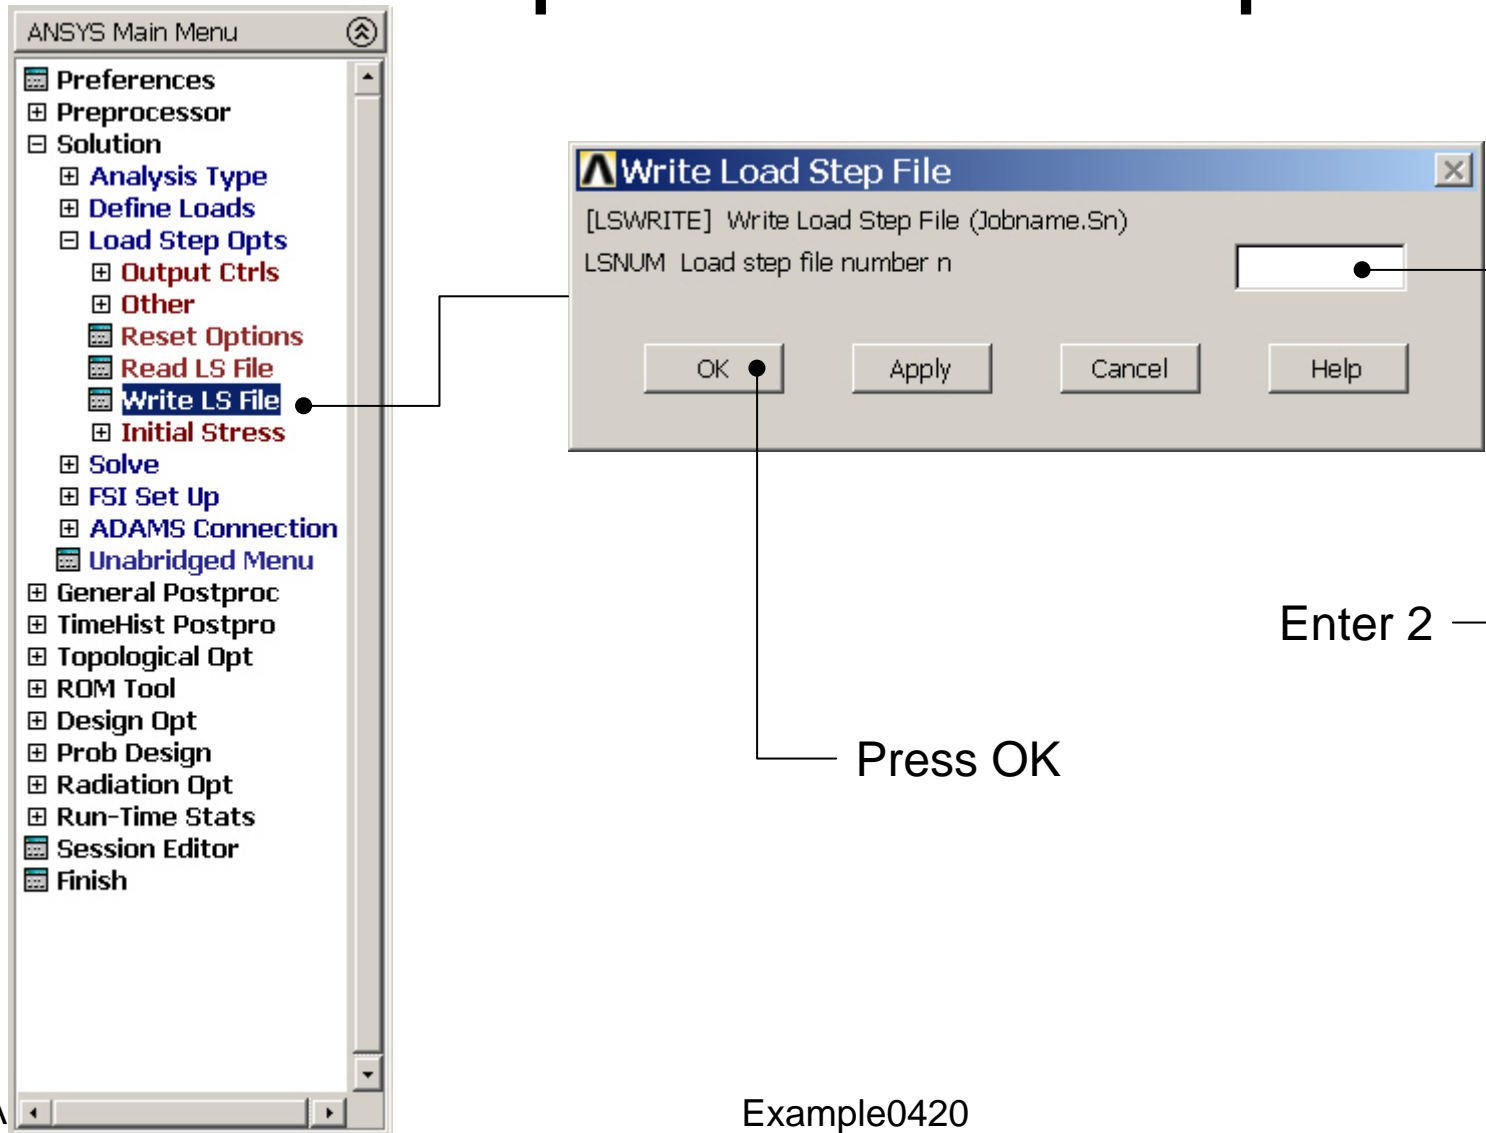 ANSYS Main Menu
Preferences
Preprocessor
Solution
Analysis Type
Define Loads
Load Step Opts
Output Ctrls
Other
Reset Options
Read LS File
Write LS File
Initial Stress
Solve
FSI Set Up
ADAMS Connection
Unabridged Menu
General Postproc
TimeHist Postpro
Topological Opt
ROM Tool
Design Opt
Prob Design
Radiation Opt
Run-Time Stats
Session Editor
Finish
Write Load Step File
[LSWRITE] Write Load Step File (Jobname.Sn)
LSNUM Load step file number n
OK Apply Cancel Help
Enter 2
Press OK
Example0420